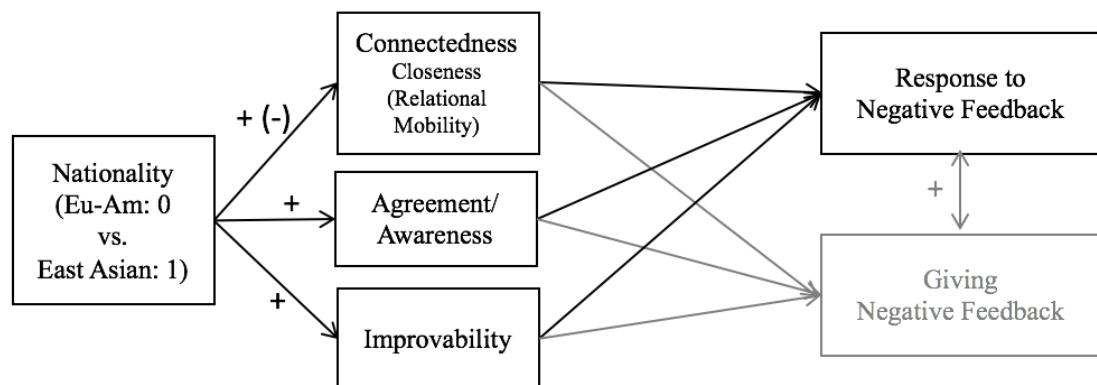 Connectedness
Closeness
(Relational
Mobility)
Response to
Negative Feedback
+ (-)
Nationality
(Eu-Am: 0
vs.
East Asian: 1)
+
Agreement/
Awareness
+
+
Improvability
Giving
Negative Feedback